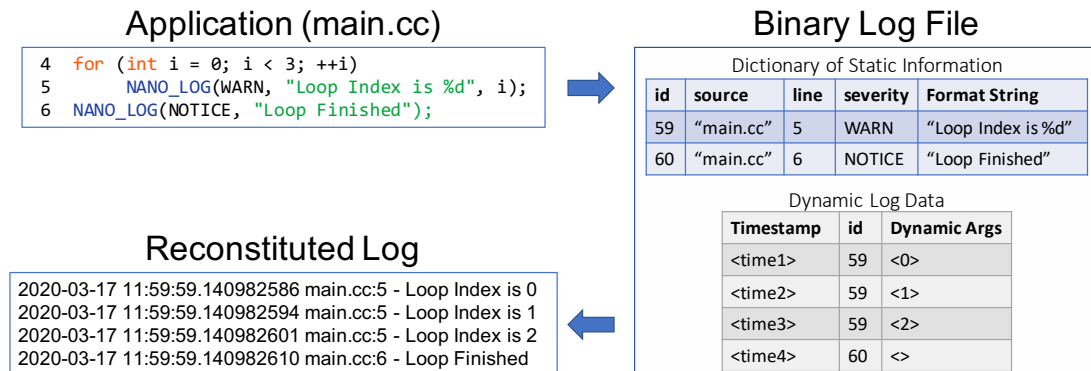 Application (main.cc)
4 for (int i = 0; i < 3; ++i)
5 NANO_LOG(WARN, "Loop Index is %d", i);
6 NANO_LOG(NOTICE, "Loop Finished");
Binary Log File
Dictionary of Static Information
id source line severity Format String
59 “main.cc” 5 WARN “Loop Index is %d”
60 “main.cc” 6 NOTICE “Loop Finished”
Dynamic Log Data
Timestamp id Dynamic Args
<time1> 59 <0>
<time2> 59 <1>
<time3> 59 <2>
<time4> 60 <>
Reconstituted Log
2020-03-17 11:59:59.140982586 main.cc:5 - Loop Index is 0
2020-03-17 11:59:59.140982594 main.cc:5 - Loop Index is 1
2020-03-17 11:59:59.140982601 main.cc:5 - Loop Index is 2
2020-03-17 11:59:59.140982610 main.cc:6 - Loop Finished